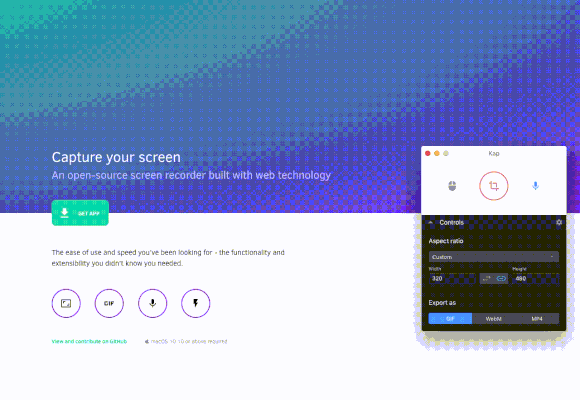 Capture your screen
An open-source screen recorder built with web technology
GET APP
The ease of use and speed you've been looking for - the functionality and
extensibility you didn't know you needed.
GIF
View and contribute on GitHub
macOS 10.10 or above required
Kap
Controls
Aspect ratio
Custom
Width
Height
320
480
Export as
GIF
WebM
MP4